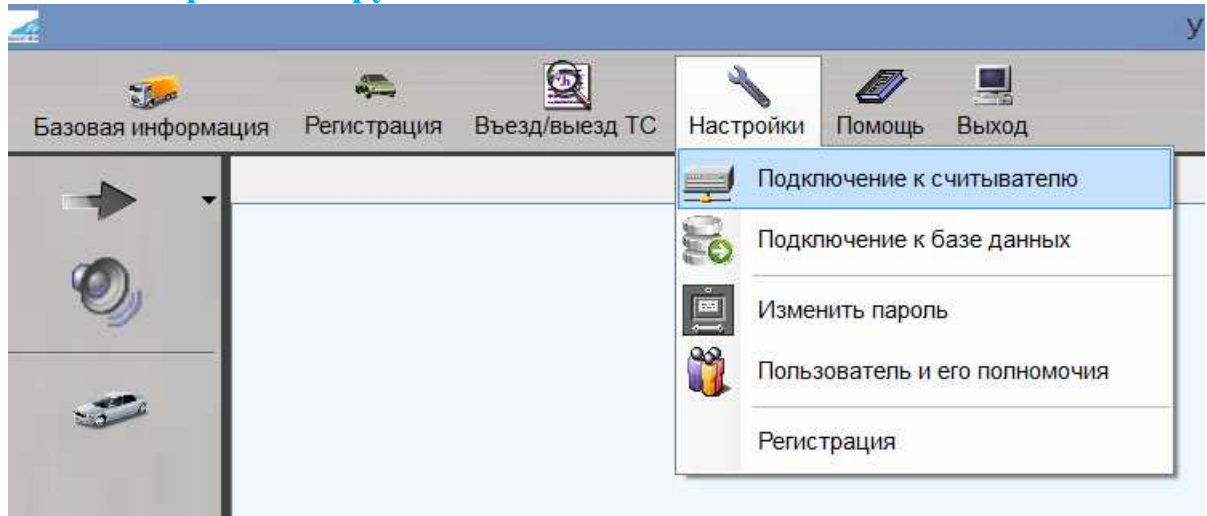 У
Базовая информация Регистрация Въезд/выезд ТС Настройки Помощь Выход
Подключение к считывателю
Подключение к базе данных
Изменить пароль
Пользователь и его полномочия
Регистрация